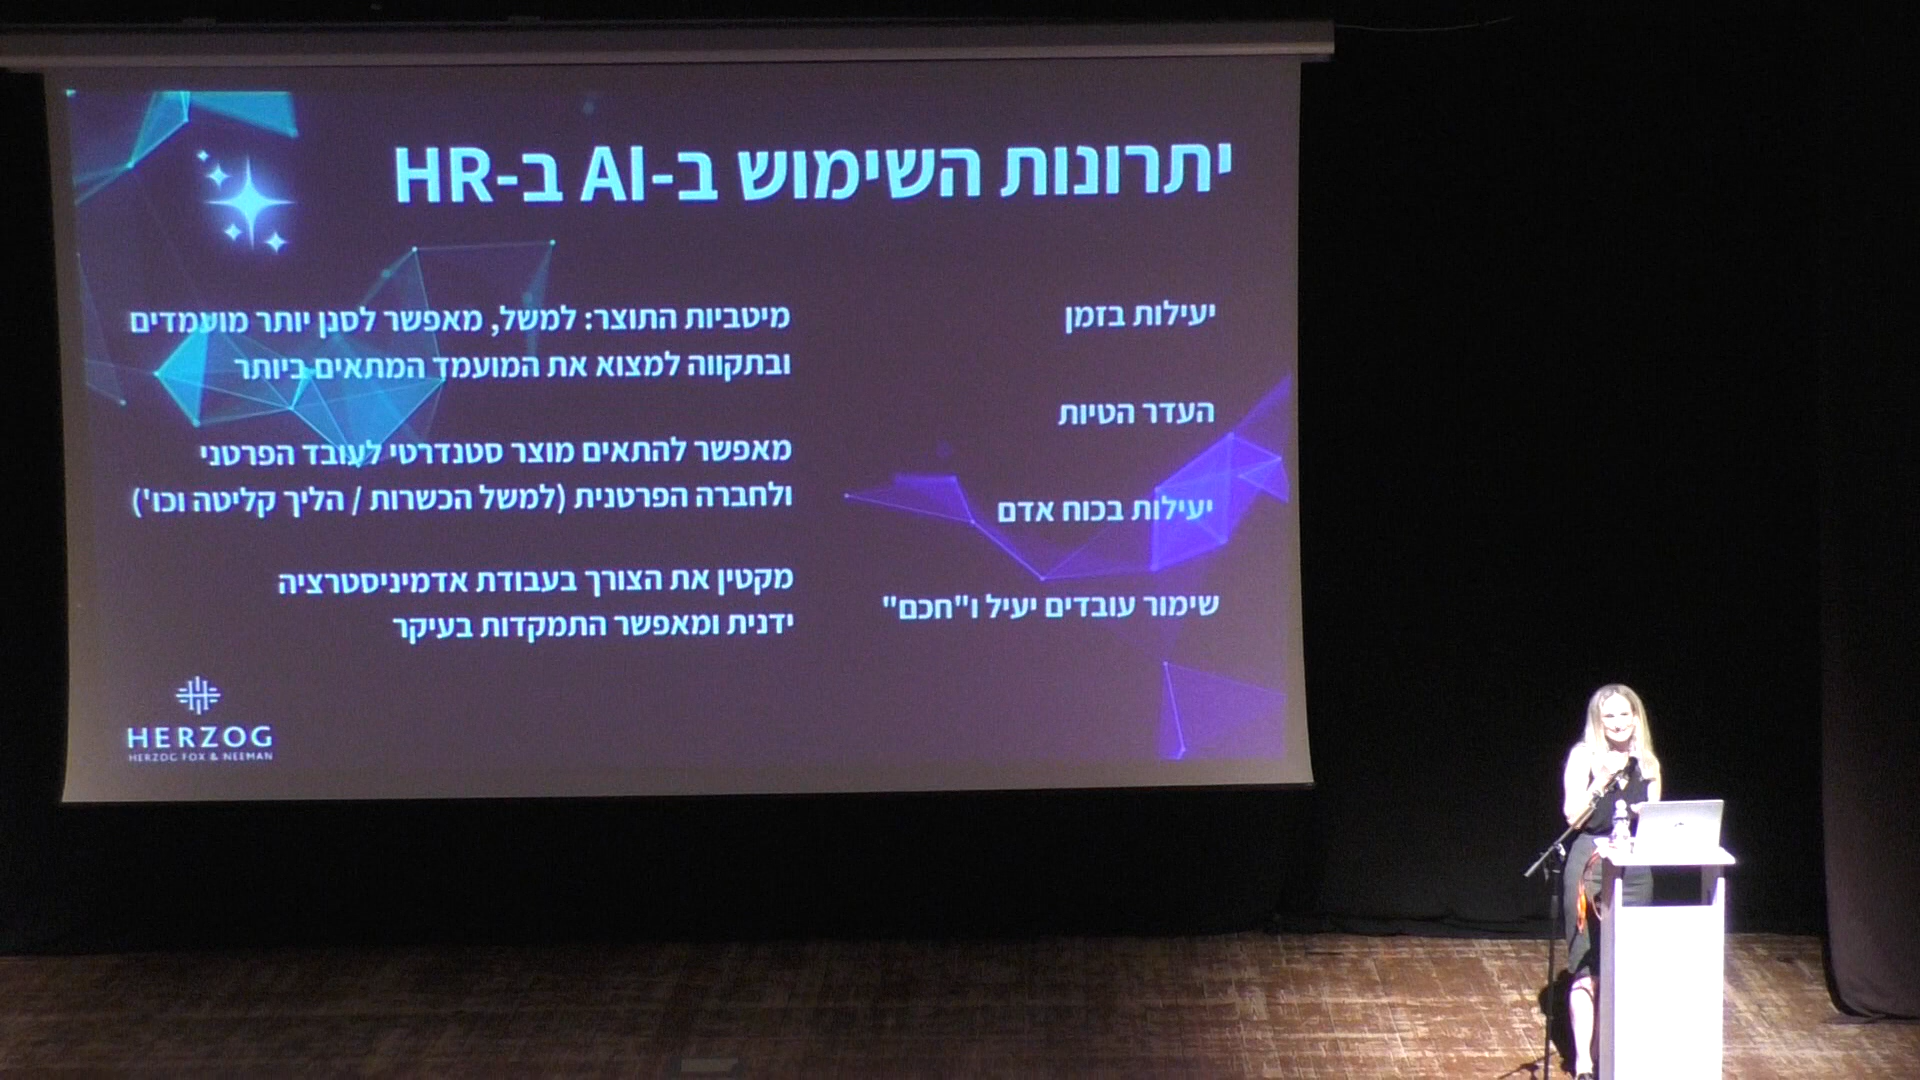 יתרונות השימוש ב-AI ב-HR
יעילות בזמן
העדר הטיות
יעילות בכוח אדם
שימור עובדים יעיל ו"חכם"
מיטביות התוצר: למשל, מאפשר לסנן יותר מועמדים
ובתקווה למצוא את המועמד המתאים ביותר
מאפשר להתאים מוצר סטנדרטי לעובד הפרטני
ולחברה הפרטנית (למשל הכשרות / הליך קליטה וכו')
מקטין את הצורך בעבודת אדמיניסטרציה
ידנית ומאפשר התמקדות בעיקר
HERZOG
HERZOG FOX & NEEMAN